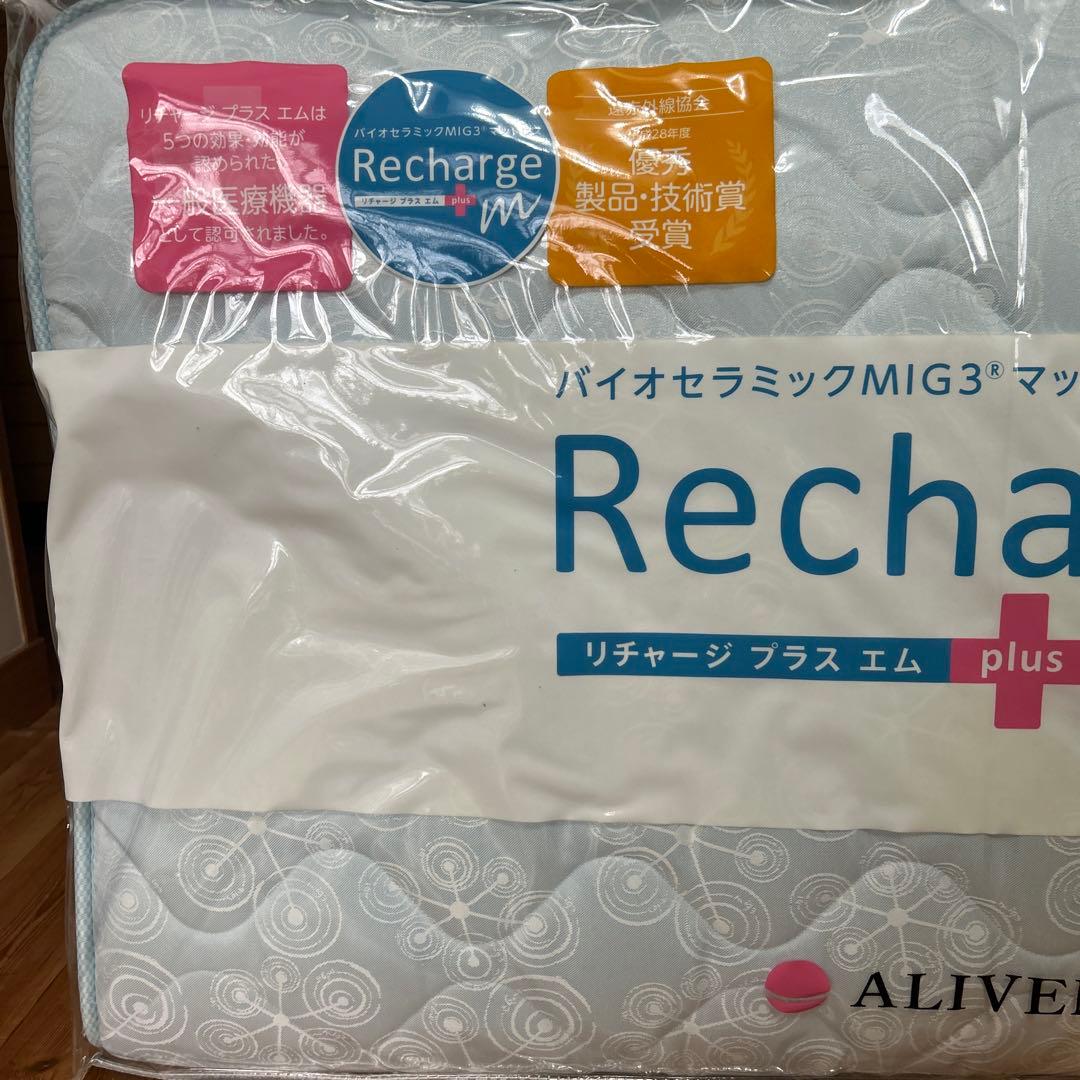 リチャージ プラス エムは
5つの効果・効能が
認められた
般医療機器
として認可されました。
バイオセラミックMIG3®マット
Recharge
リチャージ プラス エム plus
m
遠赤外線協会
28年度
優秀
製品・技術賞
受賞
バイオセラミックMIG3®マッ
Recha
リチャージ プラス エム plus
ALIVE